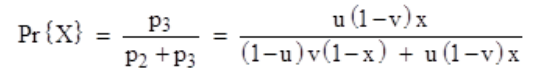 Pr{X} = p₃ / (p₂ + p₃) = u(1−v)x / ((1−u)v(1−x) + u(1−v)x)